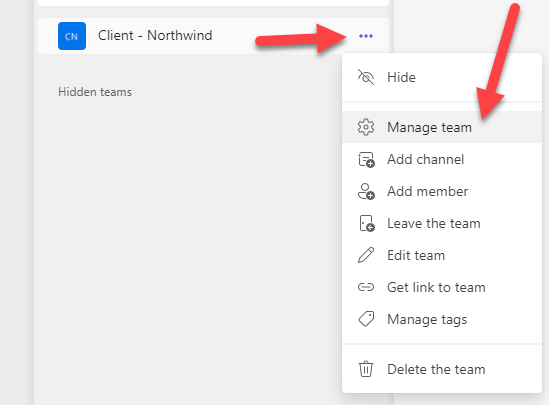 CN Client - Northwind
Hidden teams
Hide
Manage team
Add channel
Add member
Leave the team
Edit team
Get link to team
Manage tags
Delete the team